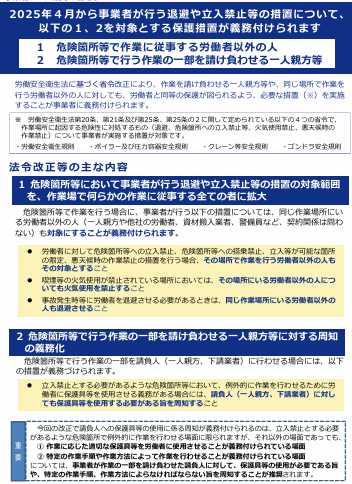 2025年４月から事業者が行う退避や立入禁止等の措置について、
以下の１、2を対象とする保護措置が義務付けられます
1 危険箇所等で作業に従事する労働者以外の人
2 危険箇所等で行う作業の一部を請け負わせる一人親方等
労働安全衛生法に基づく省令改正により、作業を請け負わせる一人親方等や、同じ場所で作業を
行う労働者以外の人に対しても、労働者と同等の保護が図られるよう、必要な措置（※）を実施
することが事業者に義務付けられます。
※ 労働安全衛生法第20条、第21条及び第25条、第25条の２に関して定められている以下の４つの省令で、
作業場所に起因する危険性に対処するもの（退避、危険箇所への立入禁止等、火気使用禁止、悪天候時の
作業禁止）について事業者が実施する措置が対象です。
・労働安全衛生規則 ・ボイラー及び圧力容器安全規則 ・クレーン等安全規則 ・ゴンドラ安全規則
法令改正等の主な内容
1 危険箇所等において事業者が行う退避や立入禁止等の措置の対象範囲
を、作業場で何らかの作業に従事する全ての者に拡大
危険箇所等で作業を行う場合に、事業者が行う以下の措置については、同じ作業場所にい
る労働者以外の人（一人親方や他社の労働者、資材搬入業者、警備員など、契約関係は問わ
ない）も対象にすることが義務付けられます。
● 労働者に対して危険箇所等への立入禁止、危険箇所等への搭乗禁止、立入等が可能な箇所
の限定、悪天候時の作業禁止の措置を行う場合、その場所で作業を行う労働者以外の人も
その対象とすること
● 喫煙等の火気使用が禁止されている場所においては、その場所にいる労働者以外の人につ
いても火気使用を禁止すること
● 事故発生時等に労働者を退避させる必要があるときは、同じ作業場所にいる労働者以外の
人も退避させること
2 危険箇所等で行う作業の一部を請け負わせる一人親方等に対する周知
の義務化
危険箇所等で行う作業の一部を請負人（一人親方、下請業者）に行わせる場合には、以下
の措置が義務づけられます。
● 立入禁止とする必要があるような危険箇所等において、例外的に作業を行わせるために労
働者に保護具等を使用させる義務がある場合には、請負人（一人親方、下請業者）に対し
ても保護具等を使用する必要がある旨を周知すること
重要
今回の改正で請負人への保護具等の使用に係る周知が義務付けられるのは、立入禁止とする必要
があるような危険箇所で例外的に作業を行わせる場面に限られますが、それ以外の場面であっても、
① 作業に応じた適切な保護具等を労働者に使用させることが義務付けられている場面
② 特定の作業手順や作業方法によって作業を行わせることが義務付けられている場面
については、事業者が作業の一部を請け負わせた請負人に対して、保護具等の使用が必要である旨
や、特定の作業手順、作業方法によらなければならない旨を周知することが推奨されます。